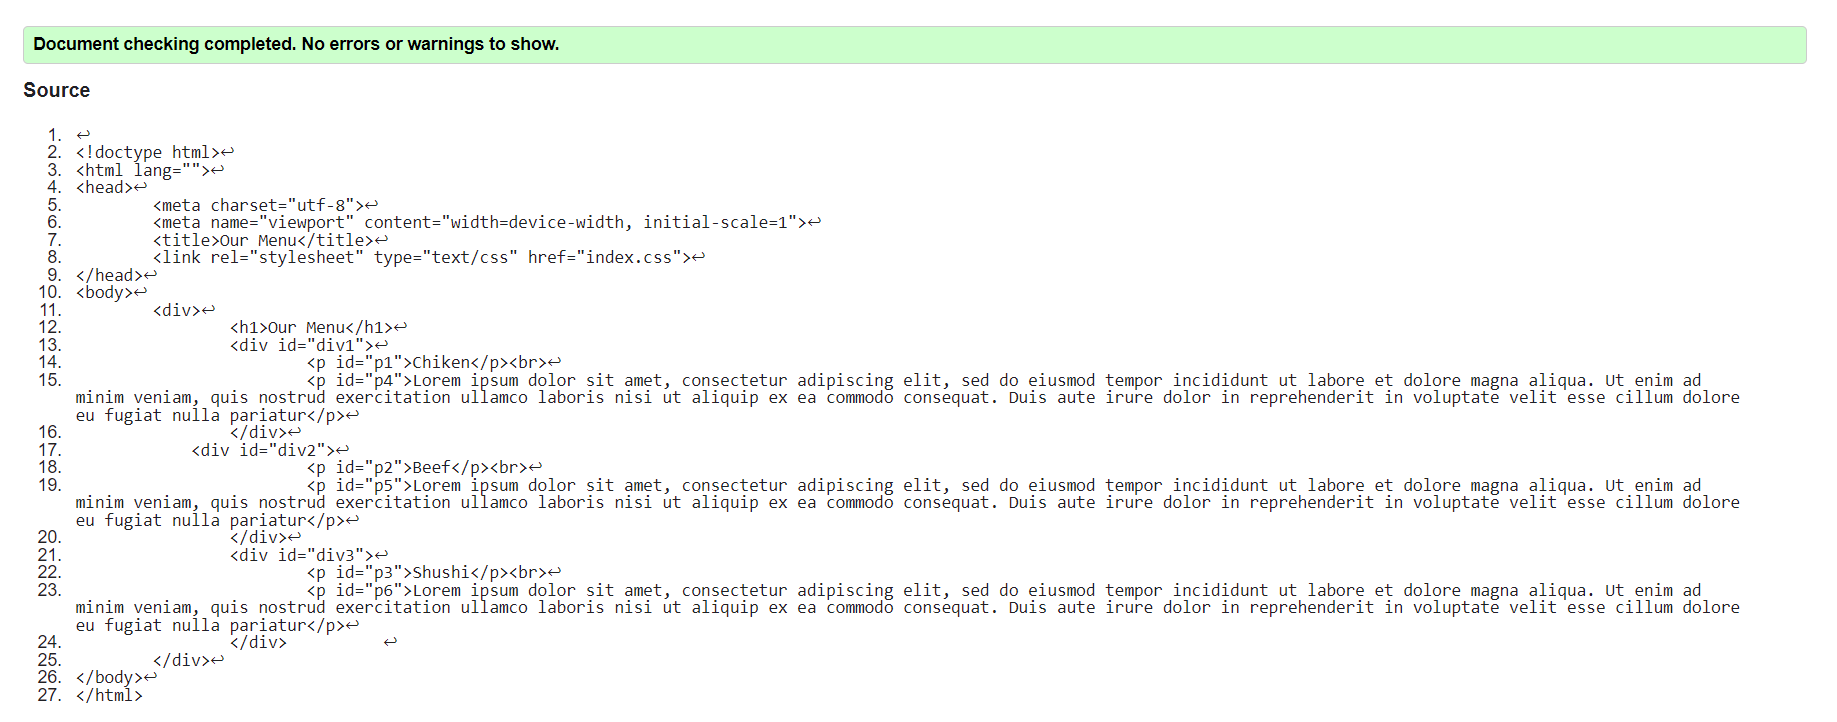 Document checking completed. No errors or warnings to show.
Source
1. ↩
2. <!doctype html>↩
3. <html lang="">↩
4. <head>↩
5. <meta charset="utf-8">↩
6. <meta name="viewport" content="width=device-width, initial-scale=1">↩
7. <title>Our Menu</title>↩
8. <link rel="stylesheet" type="text/css" href="index.css">↩
9. </head>↩
10. <body>↩
11. <div>↩
12. <h1>Our Menu</h1>↩
13. <div id="div1">↩
14. <p id="p1">Chiken</p><br>↩
15. <p id="p4">Lorem ipsum dolor sit amet, consectetur adipiscing elit, sed do eiusmod tempor incididunt ut labore et dolore magna aliqua. Ut enim ad
minim veniam, quis nostrud exercitation ullamco laboris nisi ut aliquip ex ea commodo consequat. Duis aute irure dolor in reprehenderit in voluptate velit esse cillum dolore
eu fugiat nulla pariatur</p>↩
16. </div>↩
17. <div id="div2">↩
18. <p id="p2">Beef</p><br>↩
19. <p id="p5">Lorem ipsum dolor sit amet, consectetur adipiscing elit, sed do eiusmod tempor incididunt ut labore et dolore magna aliqua. Ut enim ad
minim veniam, quis nostrud exercitation ullamco laboris nisi ut aliquip ex ea commodo consequat. Duis aute irure dolor in reprehenderit in voluptate velit esse cillum dolore
eu fugiat nulla pariatur</p>↩
20. </div>↩
21. <div id="div3">↩
22. <p id="p3">Shushi</p><br>↩
23. <p id="p6">Lorem ipsum dolor sit amet, consectetur adipiscing elit, sed do eiusmod tempor incididunt ut labore et dolore magna aliqua. Ut enim ad
minim veniam, quis nostrud exercitation ullamco laboris nisi ut aliquip ex ea commodo consequat. Duis aute irure dolor in reprehenderit in voluptate velit esse cillum dolore
eu fugiat nulla pariatur</p>↩
24. </div> ↩
25. </div>↩
26. </body>↩
27. </html>